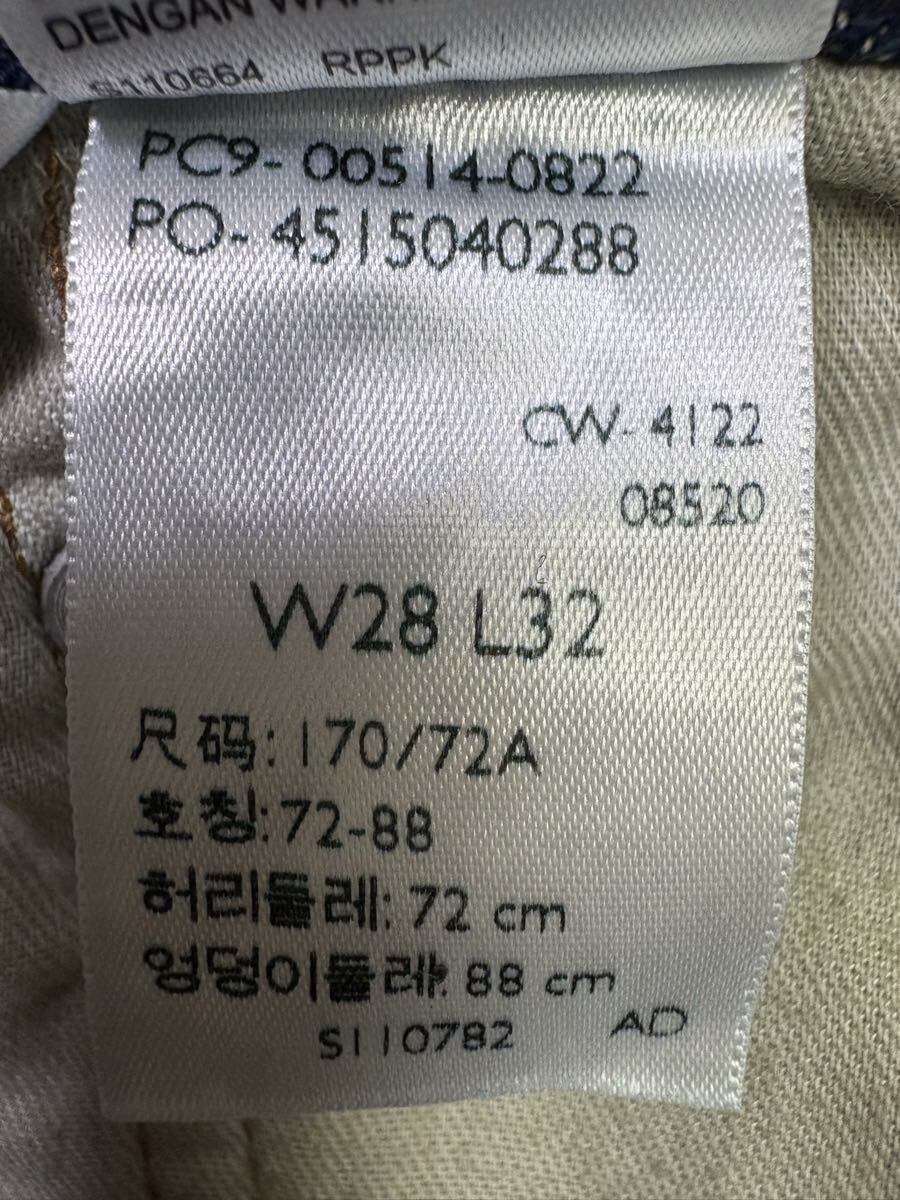 DENGAN
S110664 RPPK
PC9-00514-0822
PO-4515040288
CW-4122
08520
W28 L32
尺码: 170/72A
호칭: 72-88
허리둘레: 72 cm
엉덩이둘레: 88 cm
S110782 AD